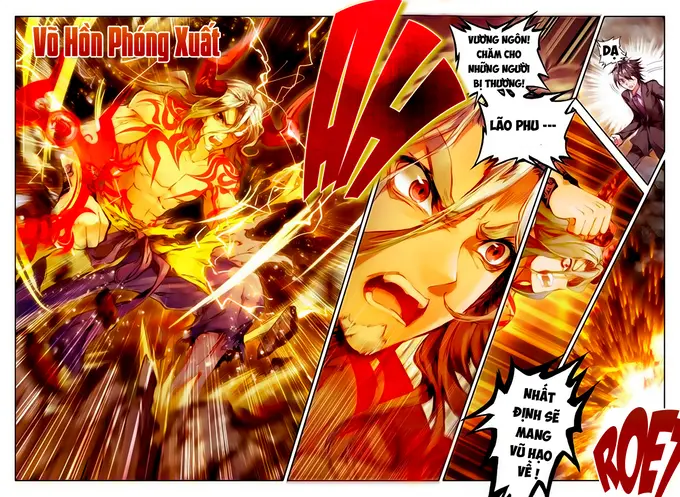 Võ Hồn Phóng Xuất
AH
VƯƠNG NGÔN!
CHĂM CHO
NHỮNG NGƯỜI
BỊ THƯƠNG!
LÃO PHU ---
DẠ
NHẤT
ĐỊNH SẼ
MANG
VŨ HẠO
VỀ !